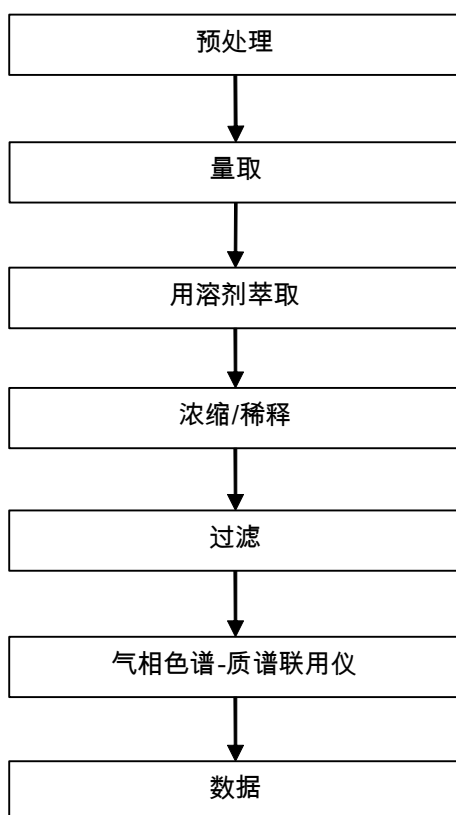 预处理
量取
用溶剂萃取
浓缩/稀释
过滤
气相色谱-质谱联用仪
数据